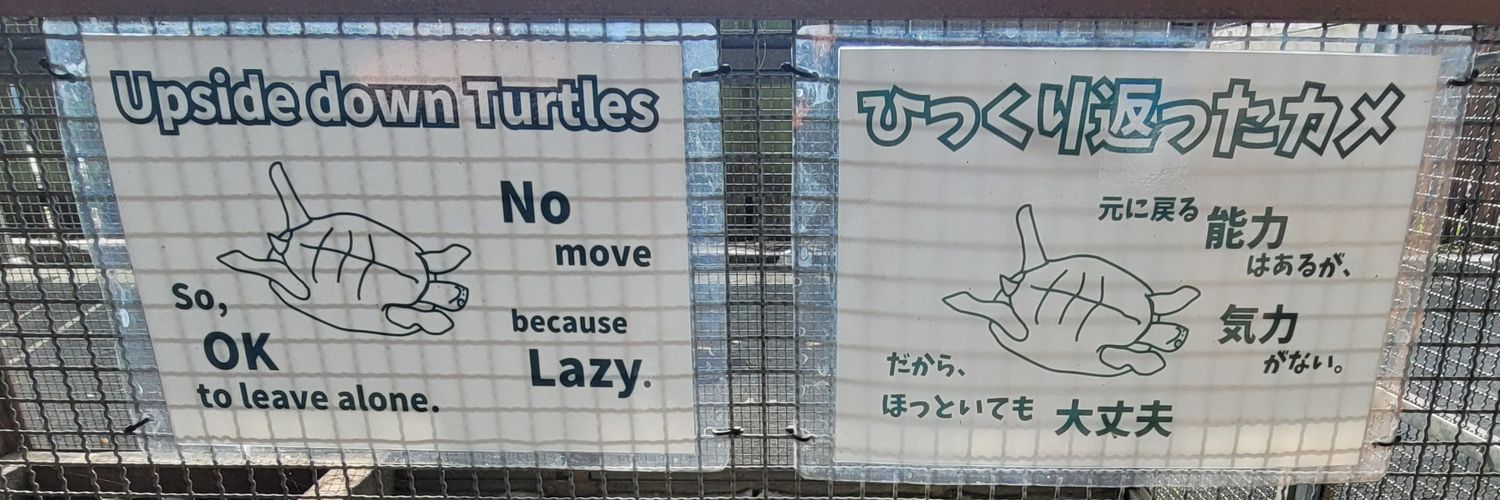 Upside down Turtles
No
move
because
Lazy.
So,
OK
to leave alone.
ひっくり返ったカメ
元に戻る能力
はあるが、
気力
がない。
だから、
ほっといても大丈夫